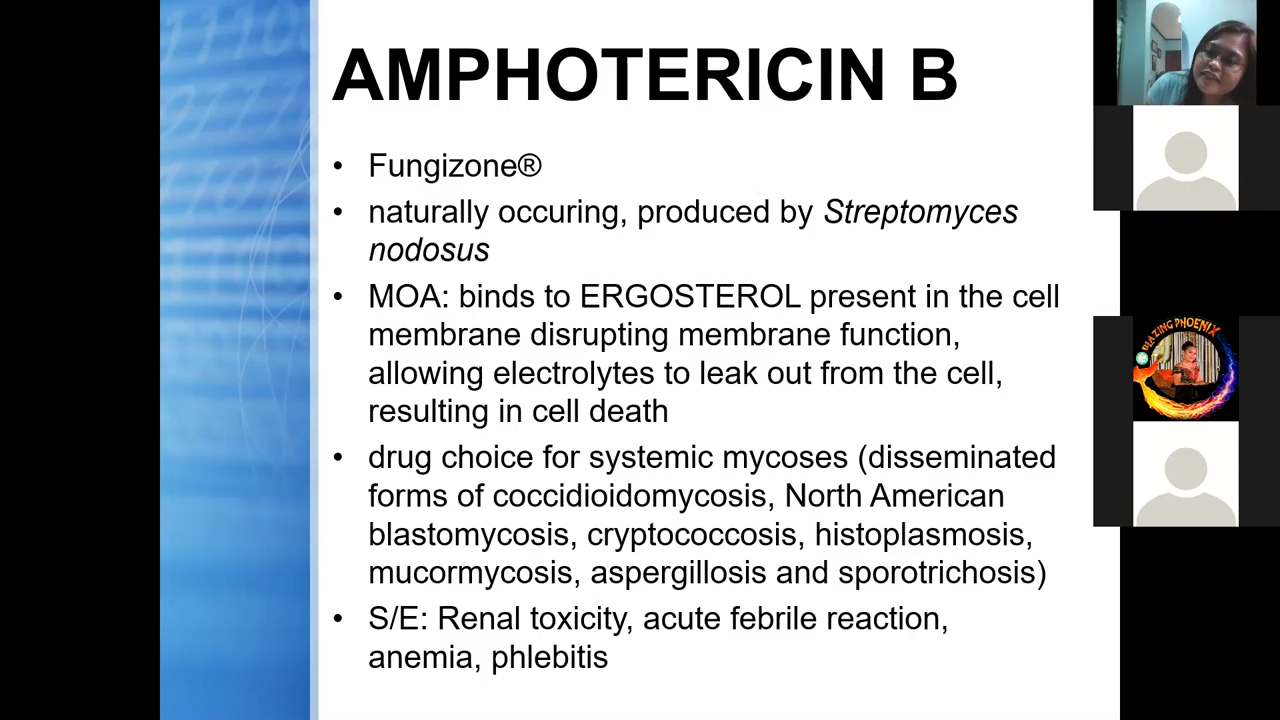 AMPHOTERICIN B
• Fungizone®
• naturally occuring, produced by Streptomyces
nodosus
• MOA: binds to ERGOSTEROL present in the cell
membrane disrupting membrane function,
allowing electrolytes to leak out from the cell,
resulting in cell death
• drug choice for systemic mycoses (disseminated
forms of coccidioidomycosis, North American
blastomycosis, cryptococcosis, histoplasmosis,
mucormycosis, aspergillosis and sporotrichosis)
• S/E: Renal toxicity, acute febrile reaction,
anemia, phlebitis
BLAZING PHOENIX